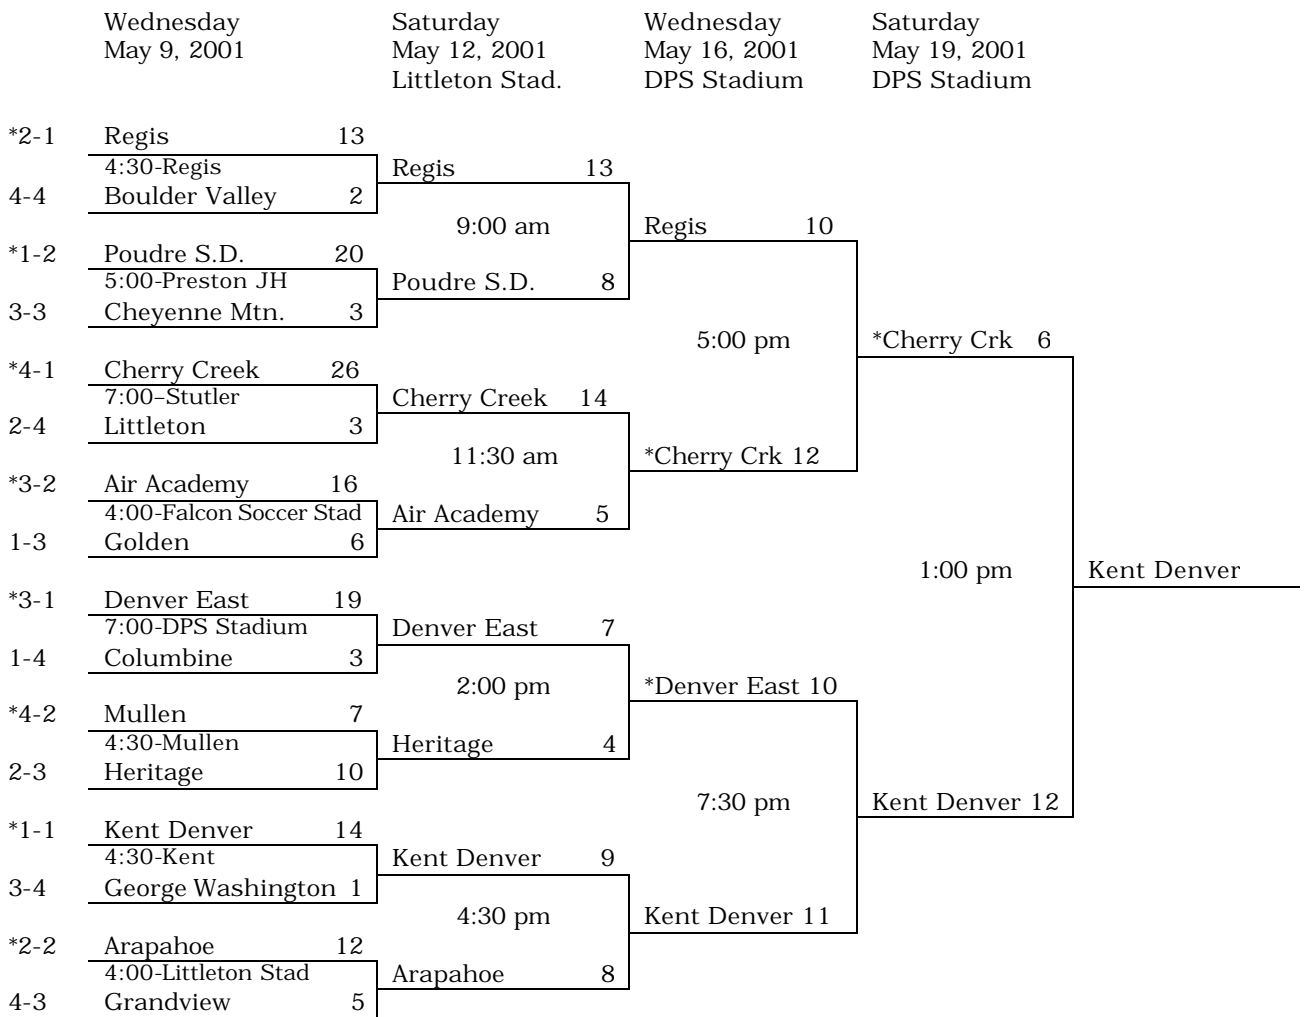 Wednesday Saturday Wednesday Saturday
May 9, 2001 May 12, 2001 May 16, 2001 May 19, 2001
Littleton Stad. DPS Stadium DPS Stadium
*2-1 Regis 13
4:30-Regis Regis 13
4-4 Boulder Valley 2
9:00 am Regis 10
*1-2 Poudre S.D. 20
5:00-Preston JH Poudre S.D. 8
3-3 Cheyenne Mtn. 3
5:00 pm *Cherry Crk 6
*4-1 Cherry Creek 26
7:00–Stutler Cherry Creek 14
2-4 Littleton 3
11:30 am *Cherry Crk 12
*3-2 Air Academy 16
4:00-Falcon Soccer Stad Air Academy 5
1-3 Golden 6
1:00 pm Kent Denver
*3-1 Denver East 19
7:00-DPS Stadium Denver East 7
1-4 Columbine 3
2:00 pm *Denver East 10
*4-2 Mullen 7
4:30-Mullen Heritage 4
2-3 Heritage 10
7:30 pm Kent Denver 12
*1-1 Kent Denver 14
4:30-Kent Kent Denver 9
3-4 George Washington 1
4:30 pm Kent Denver 11
*2-2 Arapahoe 12
4:00-Littleton Stad Arapahoe 8
4-3 Grandview 5